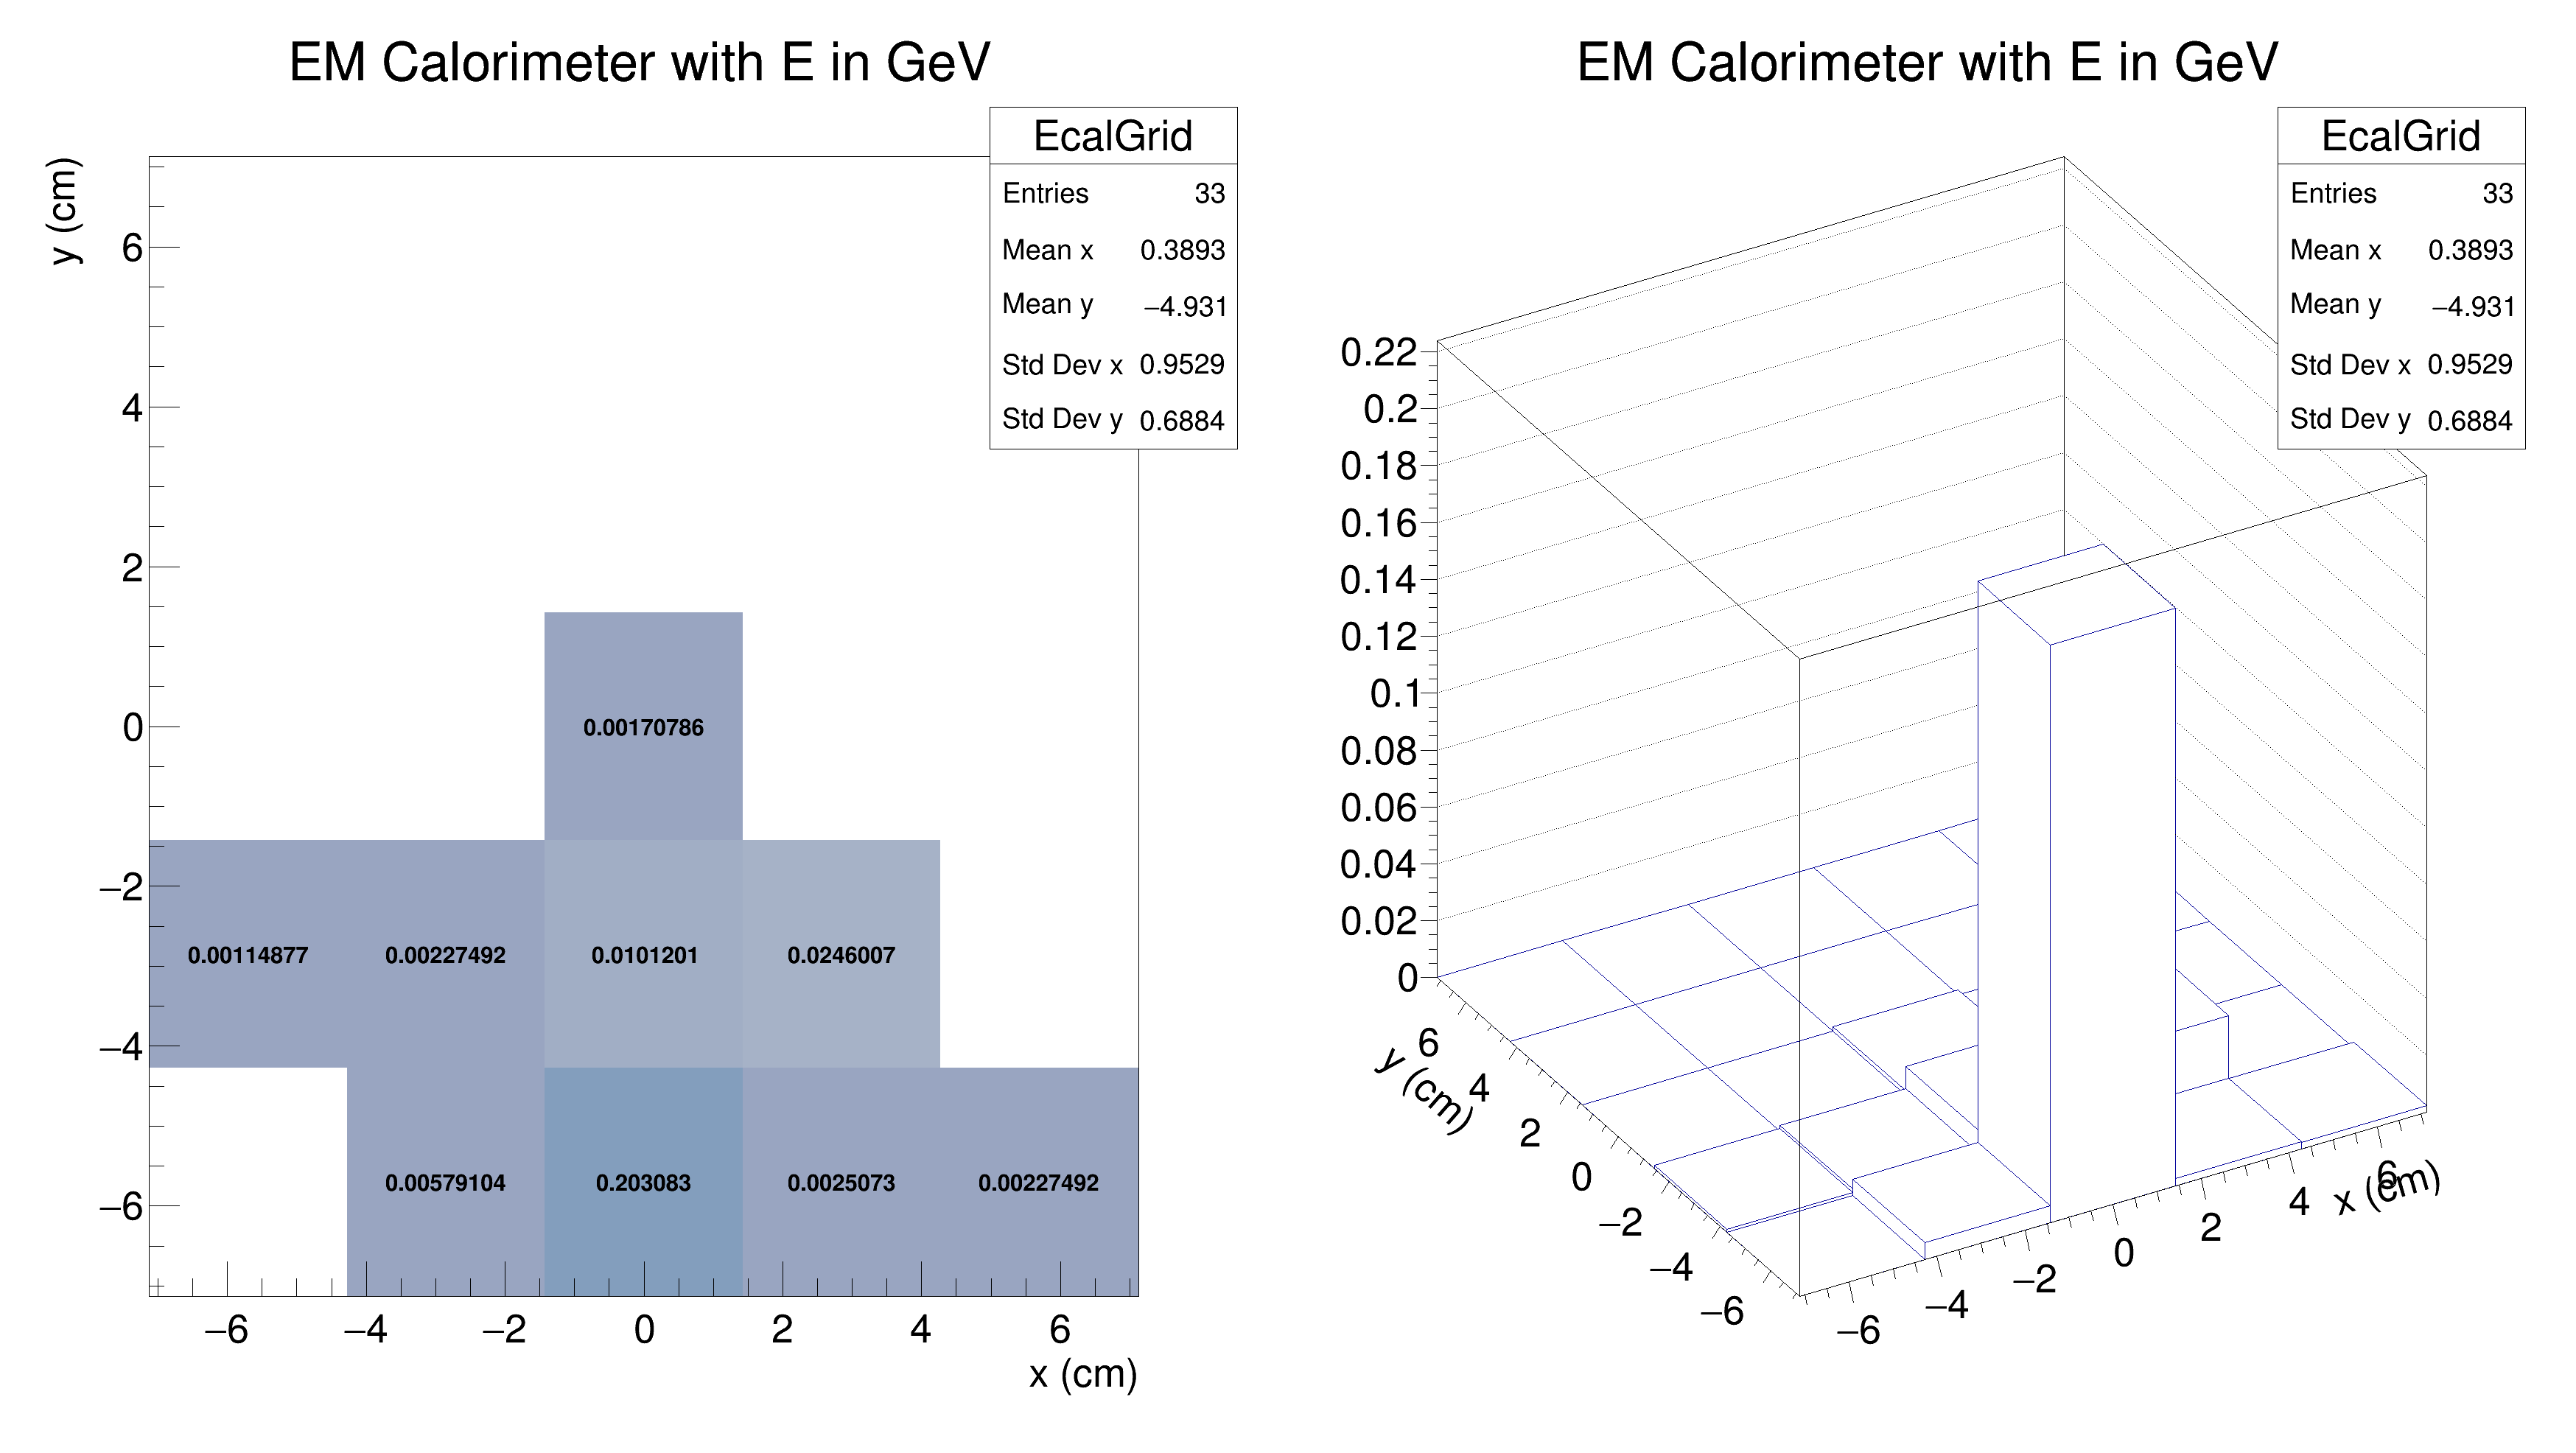 EM Calorimeter with E in GeV
EcalGrid
Entries 33
Mean x 0.3893
Mean y −4.931
Std Dev x 0.9529
Std Dev y 0.6884
y (cm)
6
4
2
0
−2
−4
−6
0.00170786
0.00114877 0.00227492 0.0101201 0.0246007
0.00579104 0.203083 0.0025073 0.00227492
−6 −4 −2 0 2 4 6
x (cm)
EM Calorimeter with E in GeV
EcalGrid
Entries 33
Mean x 0.3893
Mean y −4.931
Std Dev x 0.9529
Std Dev y 0.6884
0.22
0.2
0.18
0.16
0.14
0.12
0.1
0.08
0.06
0.04
0.02
0
6
4
2
0
−2
−4
−6
y (cm)
−6
−4
−2
0
2
4
6
x (cm)